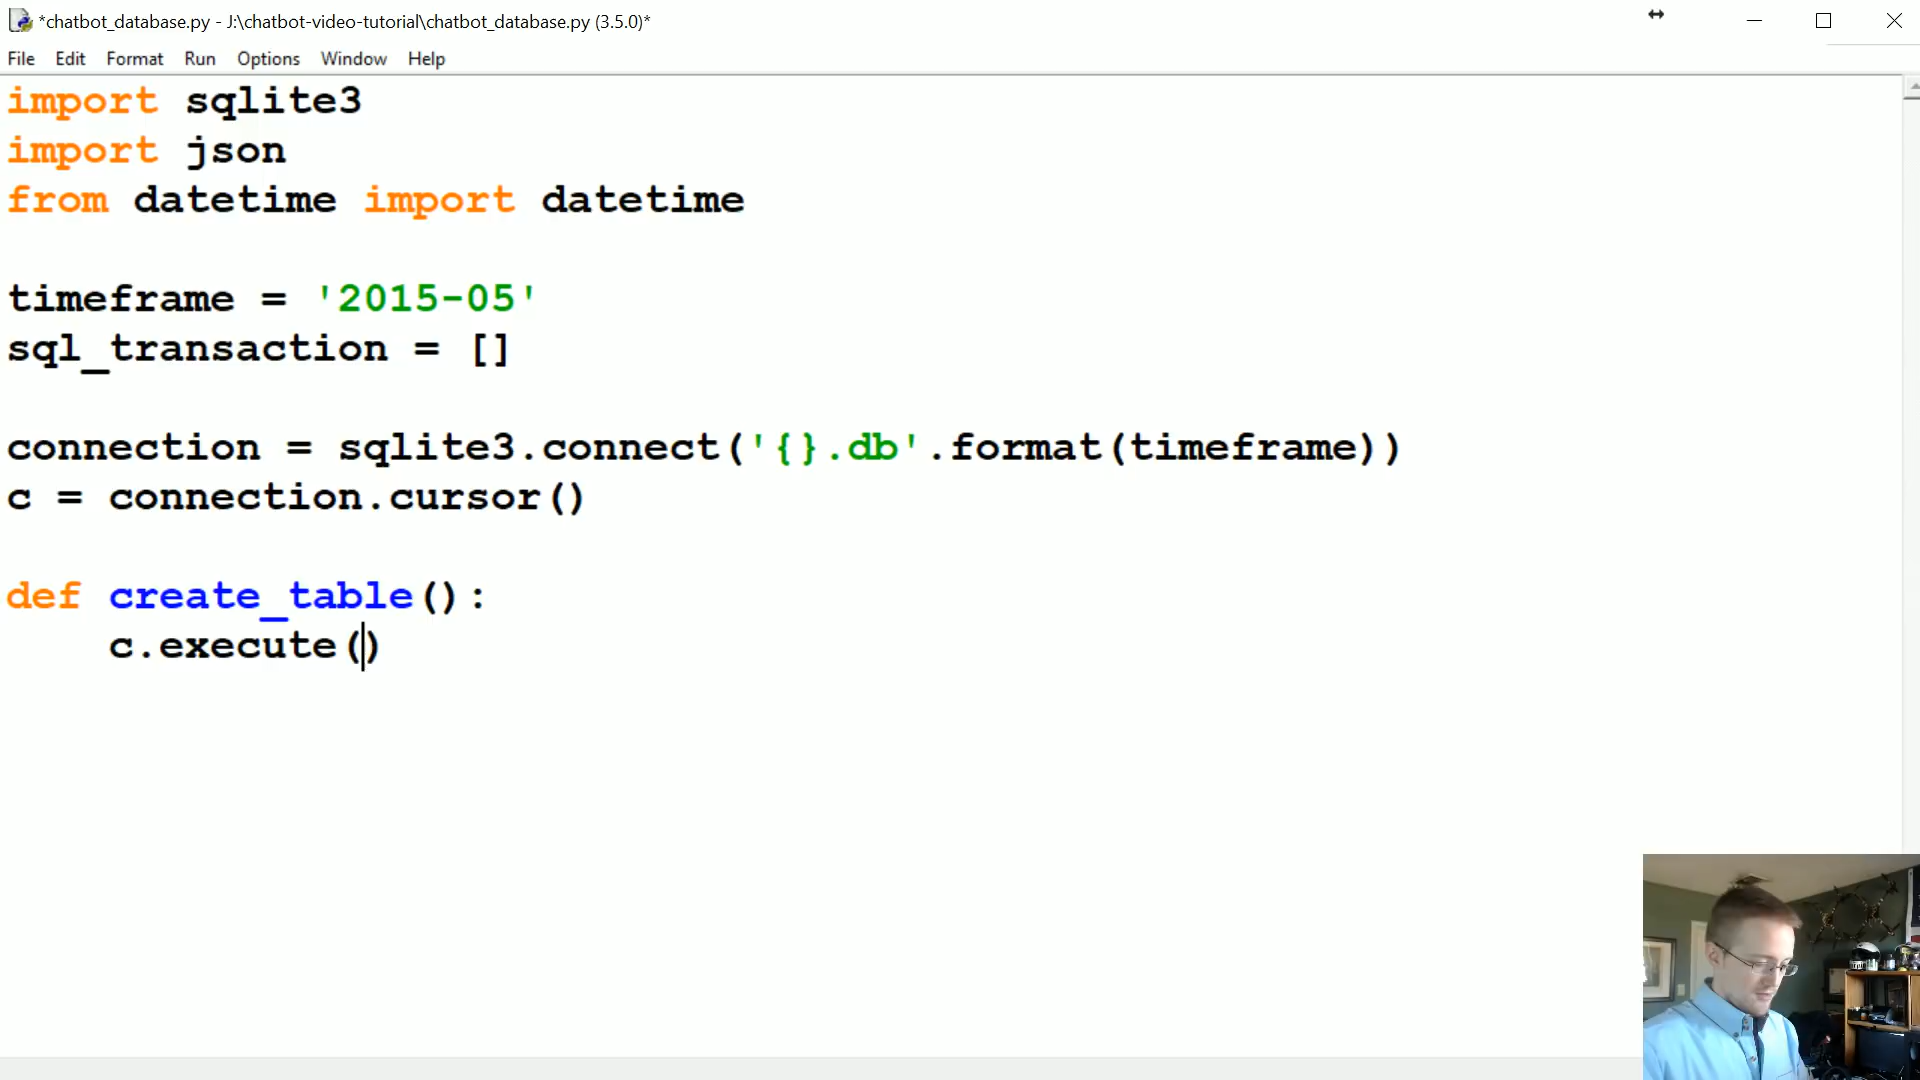 *chatbot_database.py - J:\chatbot-video-tutorial\chatbot_database.py (3.5.0)*
File Edit Format Run Options Window Help
import sqlite3
import json
from datetime import datetime
timeframe = '2015-05'
sql_transaction = []
connection = sqlite3.connect('{}.db'.format(timeframe))
c = connection.cursor()
def create_table():
    c.execute()